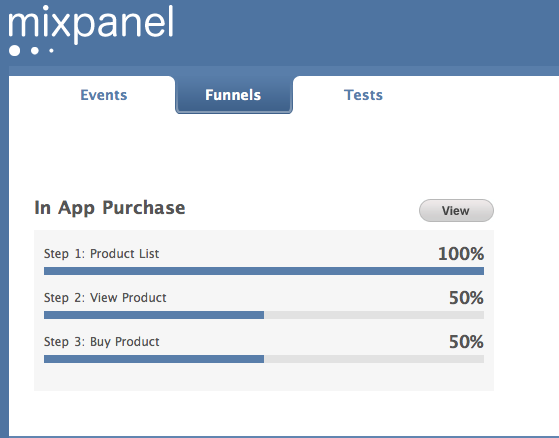 mixpanel
Events Funnels Tests
In App Purchase View
Step 1: Product List 100%
Step 2: View Product 50%
Step 3: Buy Product 50%